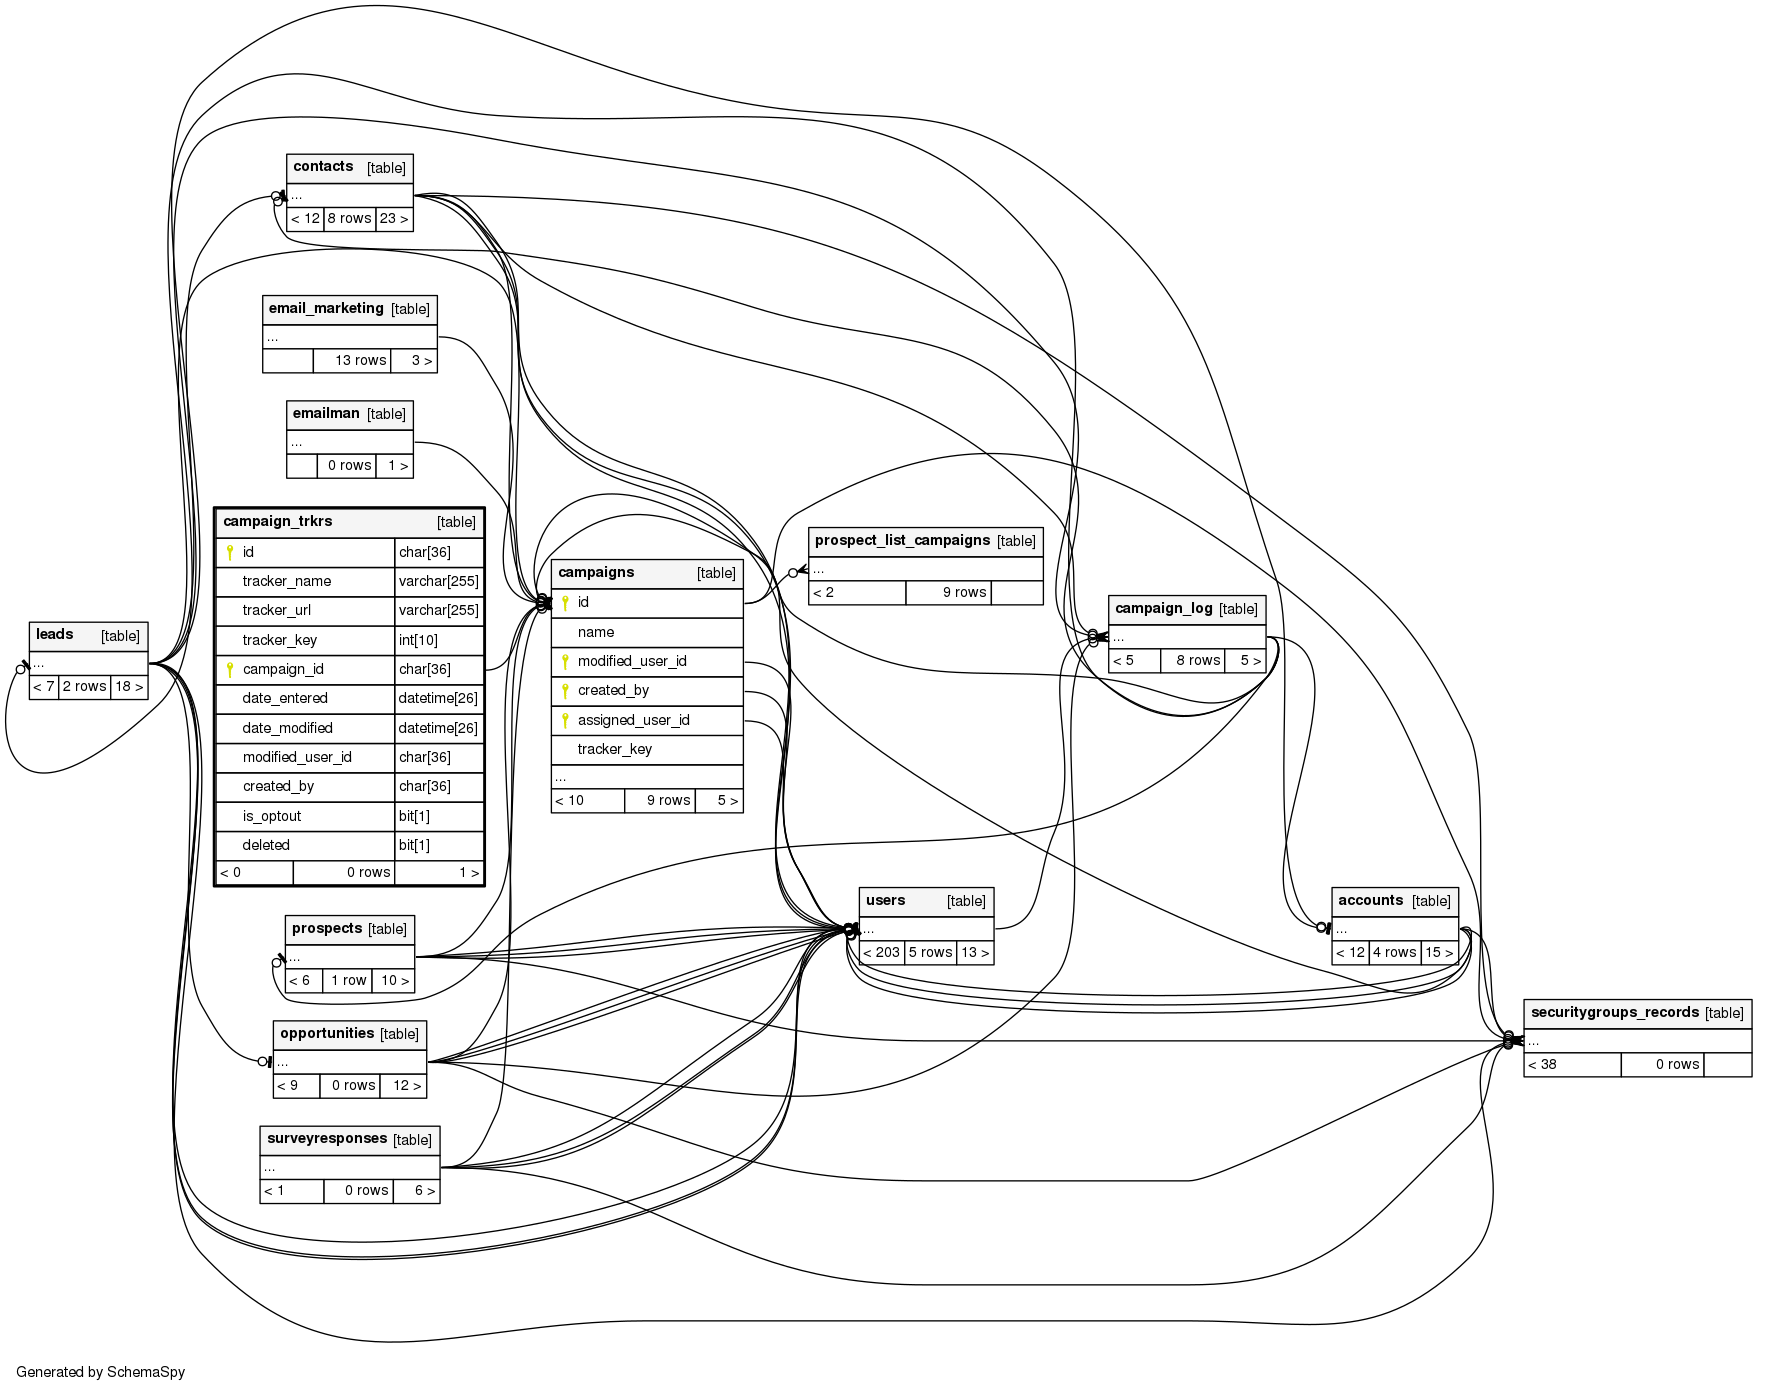 contacts [table]
...
< 12 8 rows 23 >
email_marketing [table]
...
13 rows 3 >
emailman [table]
...
0 rows 1 >
campaign_trkrs [table]
id char[36]
tracker_name varchar[255]
tracker_url varchar[255]
tracker_key int[10]
campaign_id char[36]
date_entered datetime[26]
date_modified datetime[26]
modified_user_id char[36]
created_by char[36]
is_optout bit[1]
deleted bit[1]
< 0 0 rows 1 >
leads [table]
...
< 7 2 rows 18 >
campaigns [table]
id
name
modified_user_id
created_by
assigned_user_id
tracker_key
...
< 10 9 rows 5 >
prospect_list_campaigns [table]
...
< 2 9 rows
campaign_log [table]
...
< 5 8 rows 5 >
prospects [table]
...
< 6 1 row 10 >
users [table]
...
< 203 5 rows 13 >
accounts [table]
...
< 12 4 rows 15 >
opportunities [table]
...
< 9 0 rows 12 >
securitygroups_records [table]
...
< 38 0 rows
surveyresponses [table]
...
< 1 0 rows 6 >
Generated by SchemaSpy